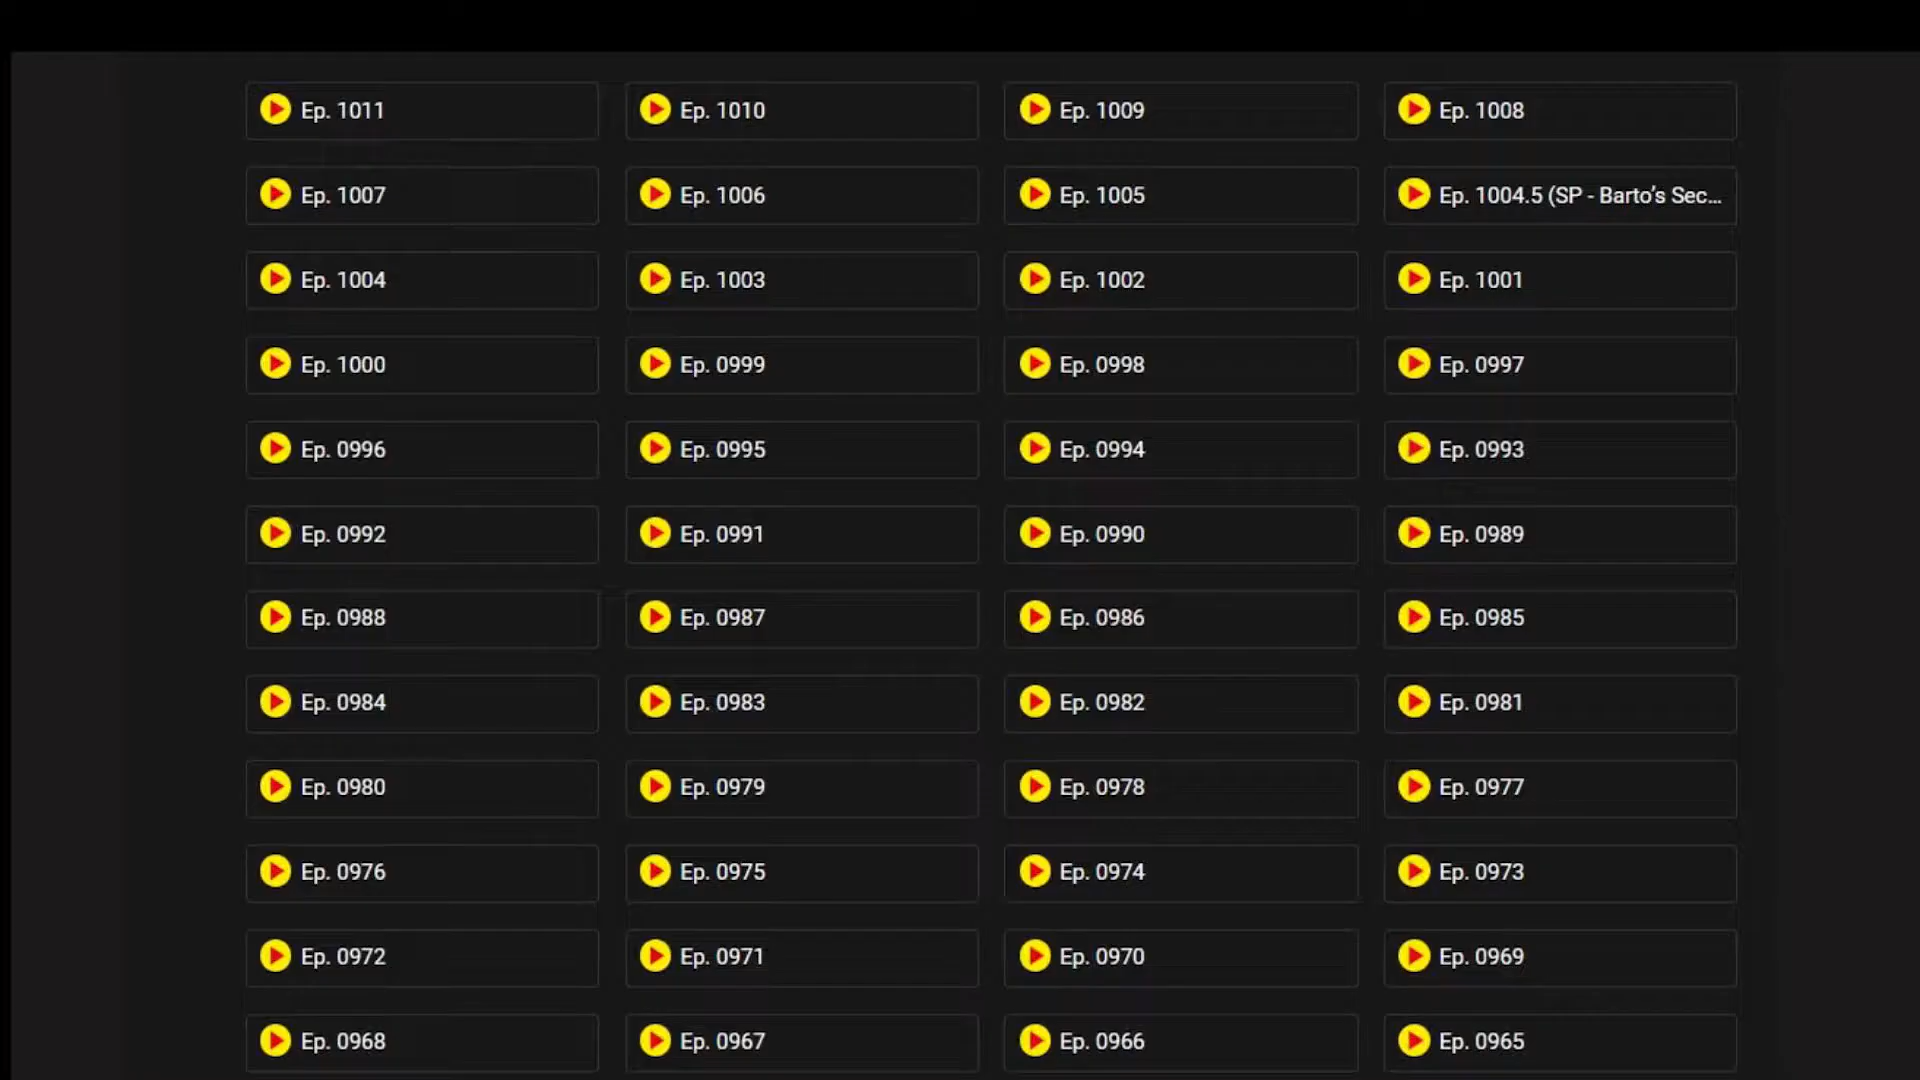 Ep. 1011
Ep. 1010
Ep. 1009
Ep. 1008
Ep. 1007
Ep. 1006
Ep. 1005
Ep. 1004.5 (SP - Barto’s Sec...
Ep. 1004
Ep. 1003
Ep. 1002
Ep. 1001
Ep. 1000
Ep. 0999
Ep. 0998
Ep. 0997
Ep. 0996
Ep. 0995
Ep. 0994
Ep. 0993
Ep. 0992
Ep. 0991
Ep. 0990
Ep. 0989
Ep. 0988
Ep. 0987
Ep. 0986
Ep. 0985
Ep. 0984
Ep. 0983
Ep. 0982
Ep. 0981
Ep. 0980
Ep. 0979
Ep. 0978
Ep. 0977
Ep. 0976
Ep. 0975
Ep. 0974
Ep. 0973
Ep. 0972
Ep. 0971
Ep. 0970
Ep. 0969
Ep. 0968
Ep. 0967
Ep. 0966
Ep. 0965